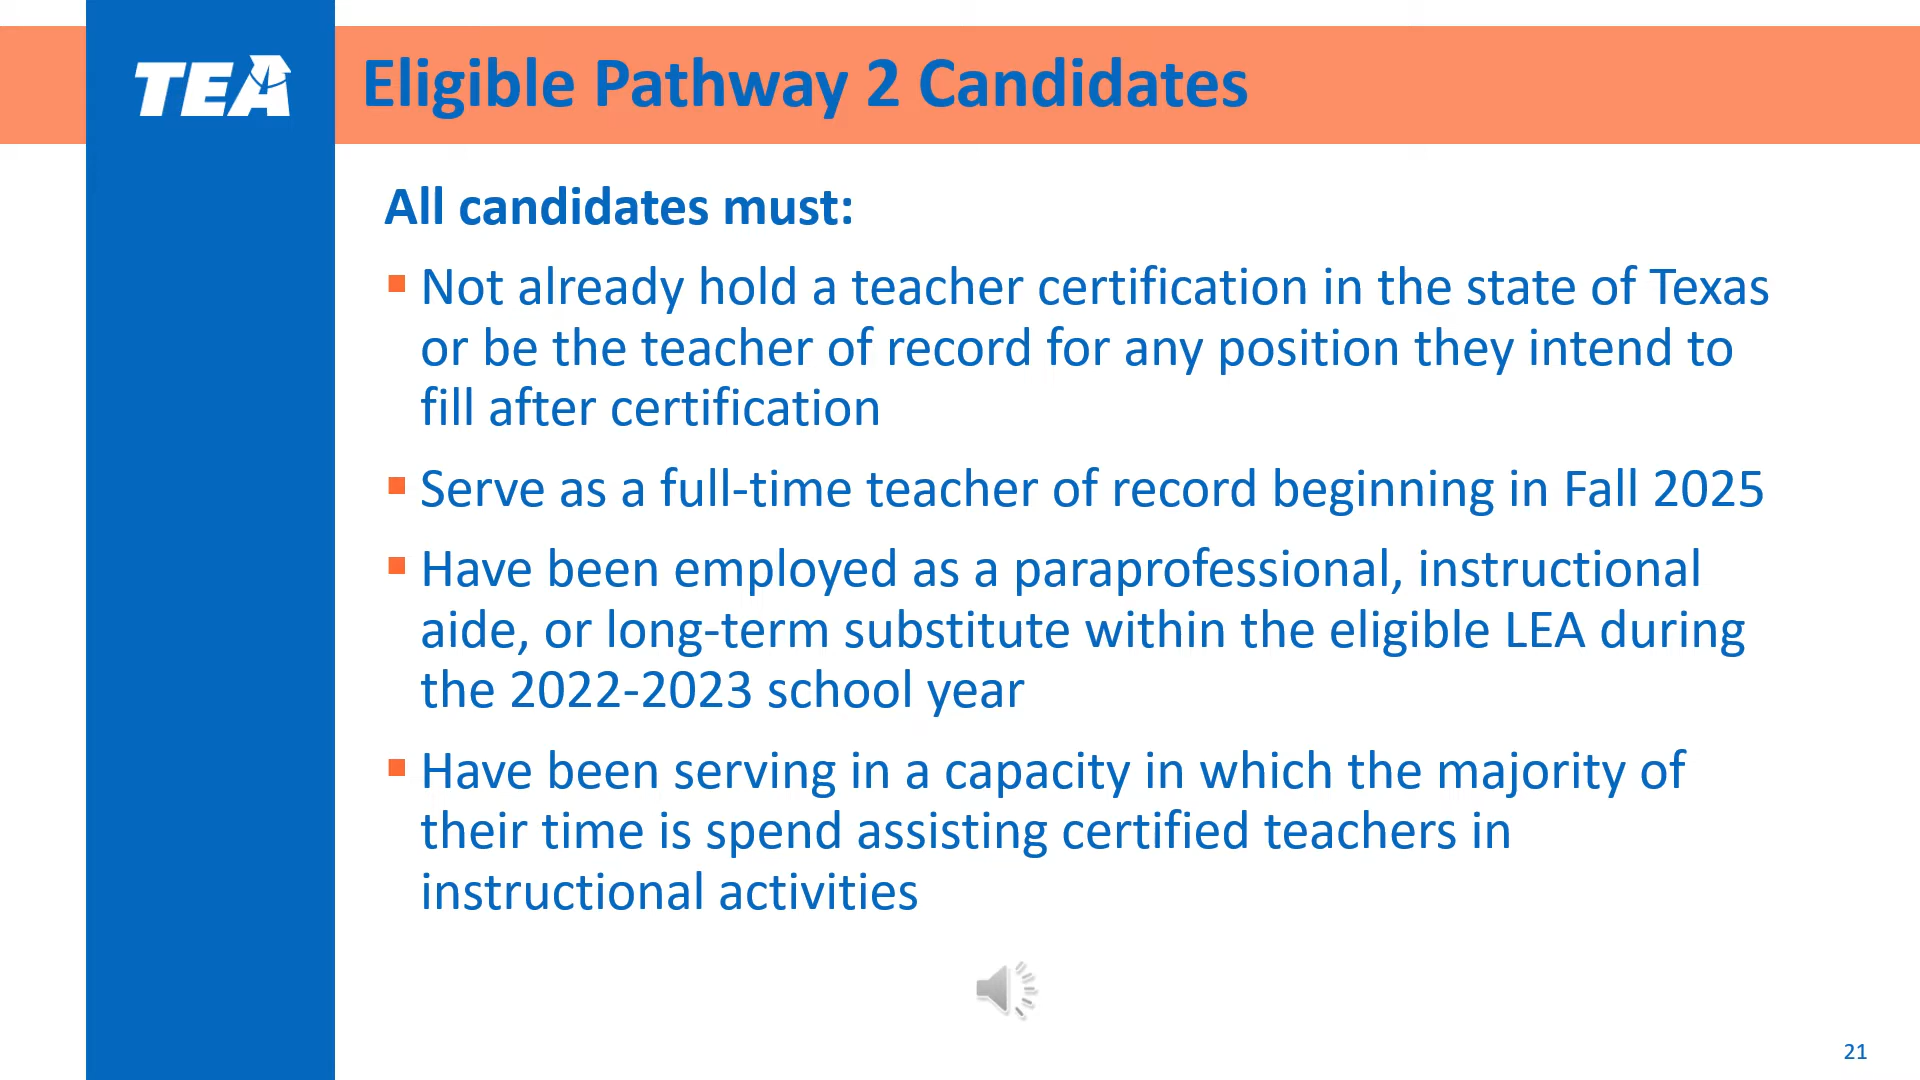 TEA
Eligible Pathway 2 Candidates
All candidates must:
Not already hold a teacher certification in the state of Texas
or be the teacher of record for any position they intend to
fill after certification
Serve as a full-time teacher of record beginning in Fall 2025
Have been employed as a paraprofessional, instructional
aide, or long-term substitute within the eligible LEA during
the 2022-2023 school year
Have been serving in a capacity in which the majority of
their time is spend assisting certified teachers in
instructional activities
21